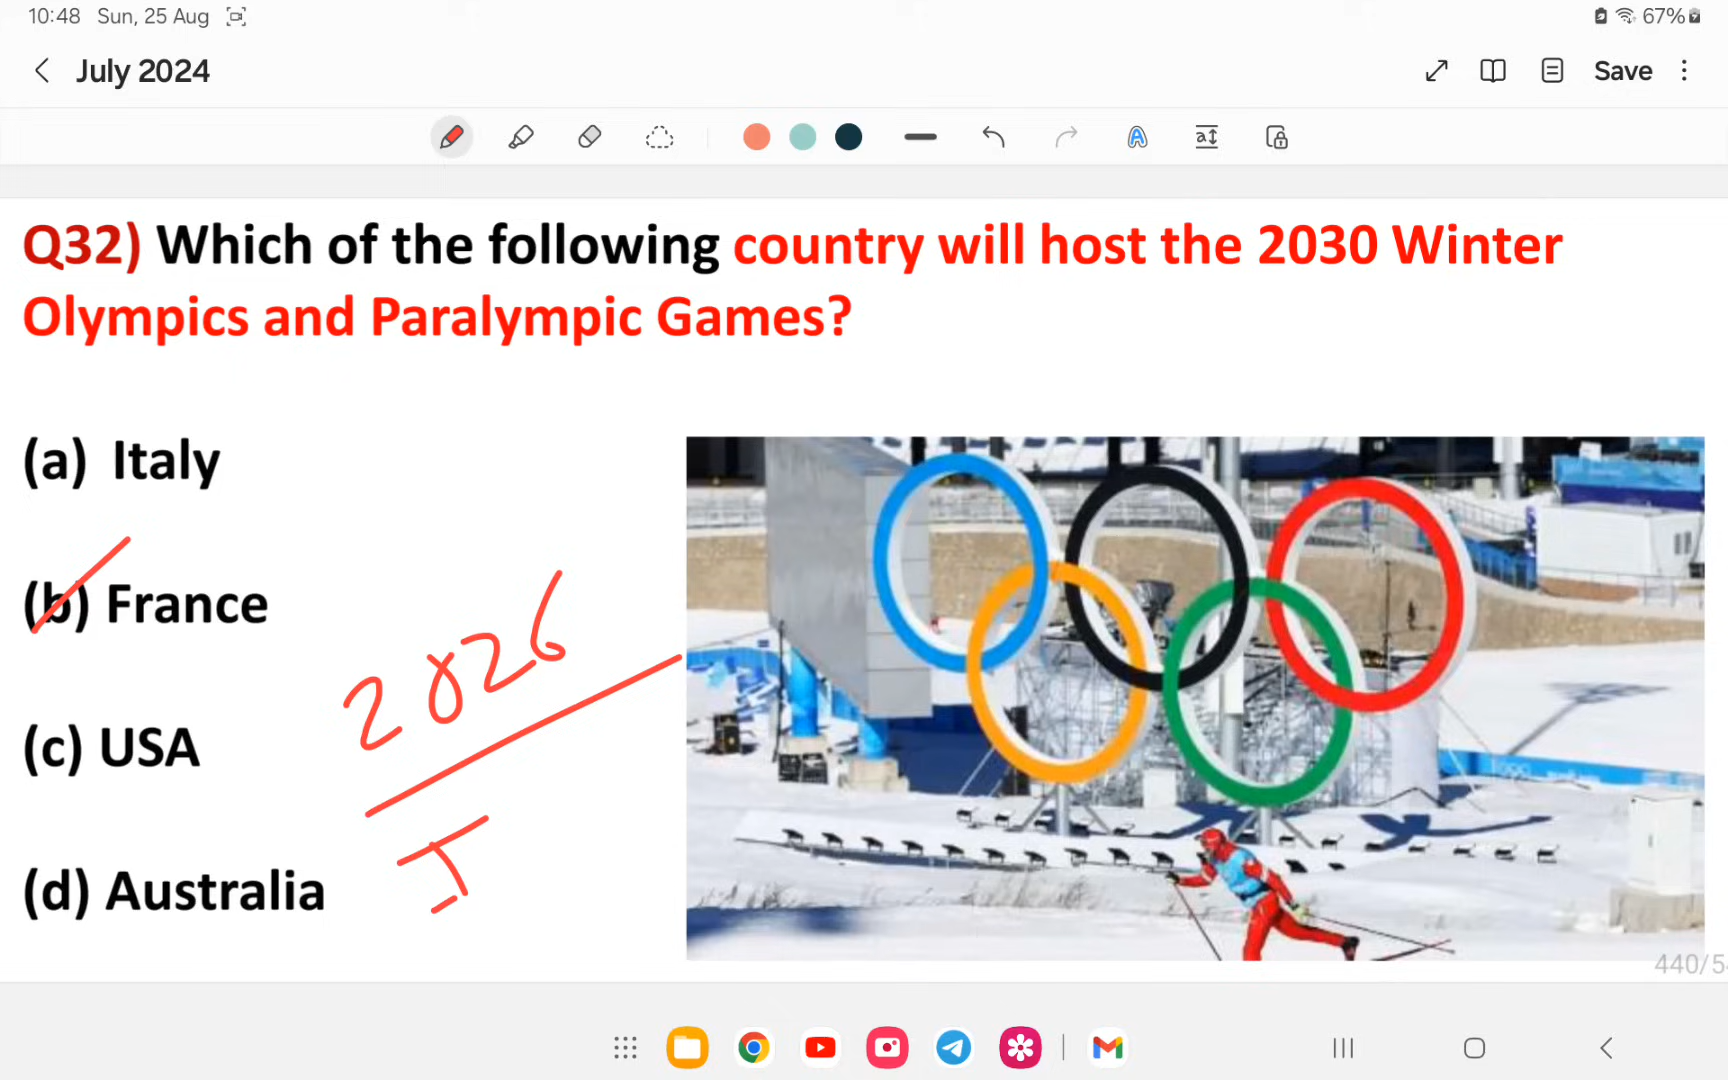 10:48 Sun, 25 Aug
67%
July 2024
Save
Q32) Which of the following country will host the 2030 Winter
Olympics and Paralympic Games?
(a) Italy
(b) France
(c) USA
(d) Australia
2026
I
440/5